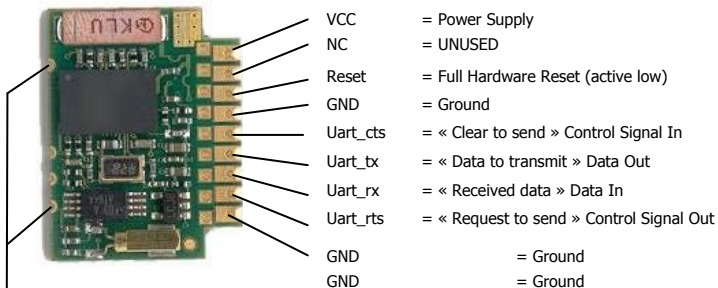 VCC = Power Supply
NC = UNUSED
Reset = Full Hardware Reset (active low)
GND = Ground
Uart_cts = « Clear to send » Control Signal In
Uart_tx = « Data to transmit » Data Out
Uart_rx = « Received data » Data In
Uart_rts = « Request to send » Control Signal Out
GND = Ground
GND = Ground